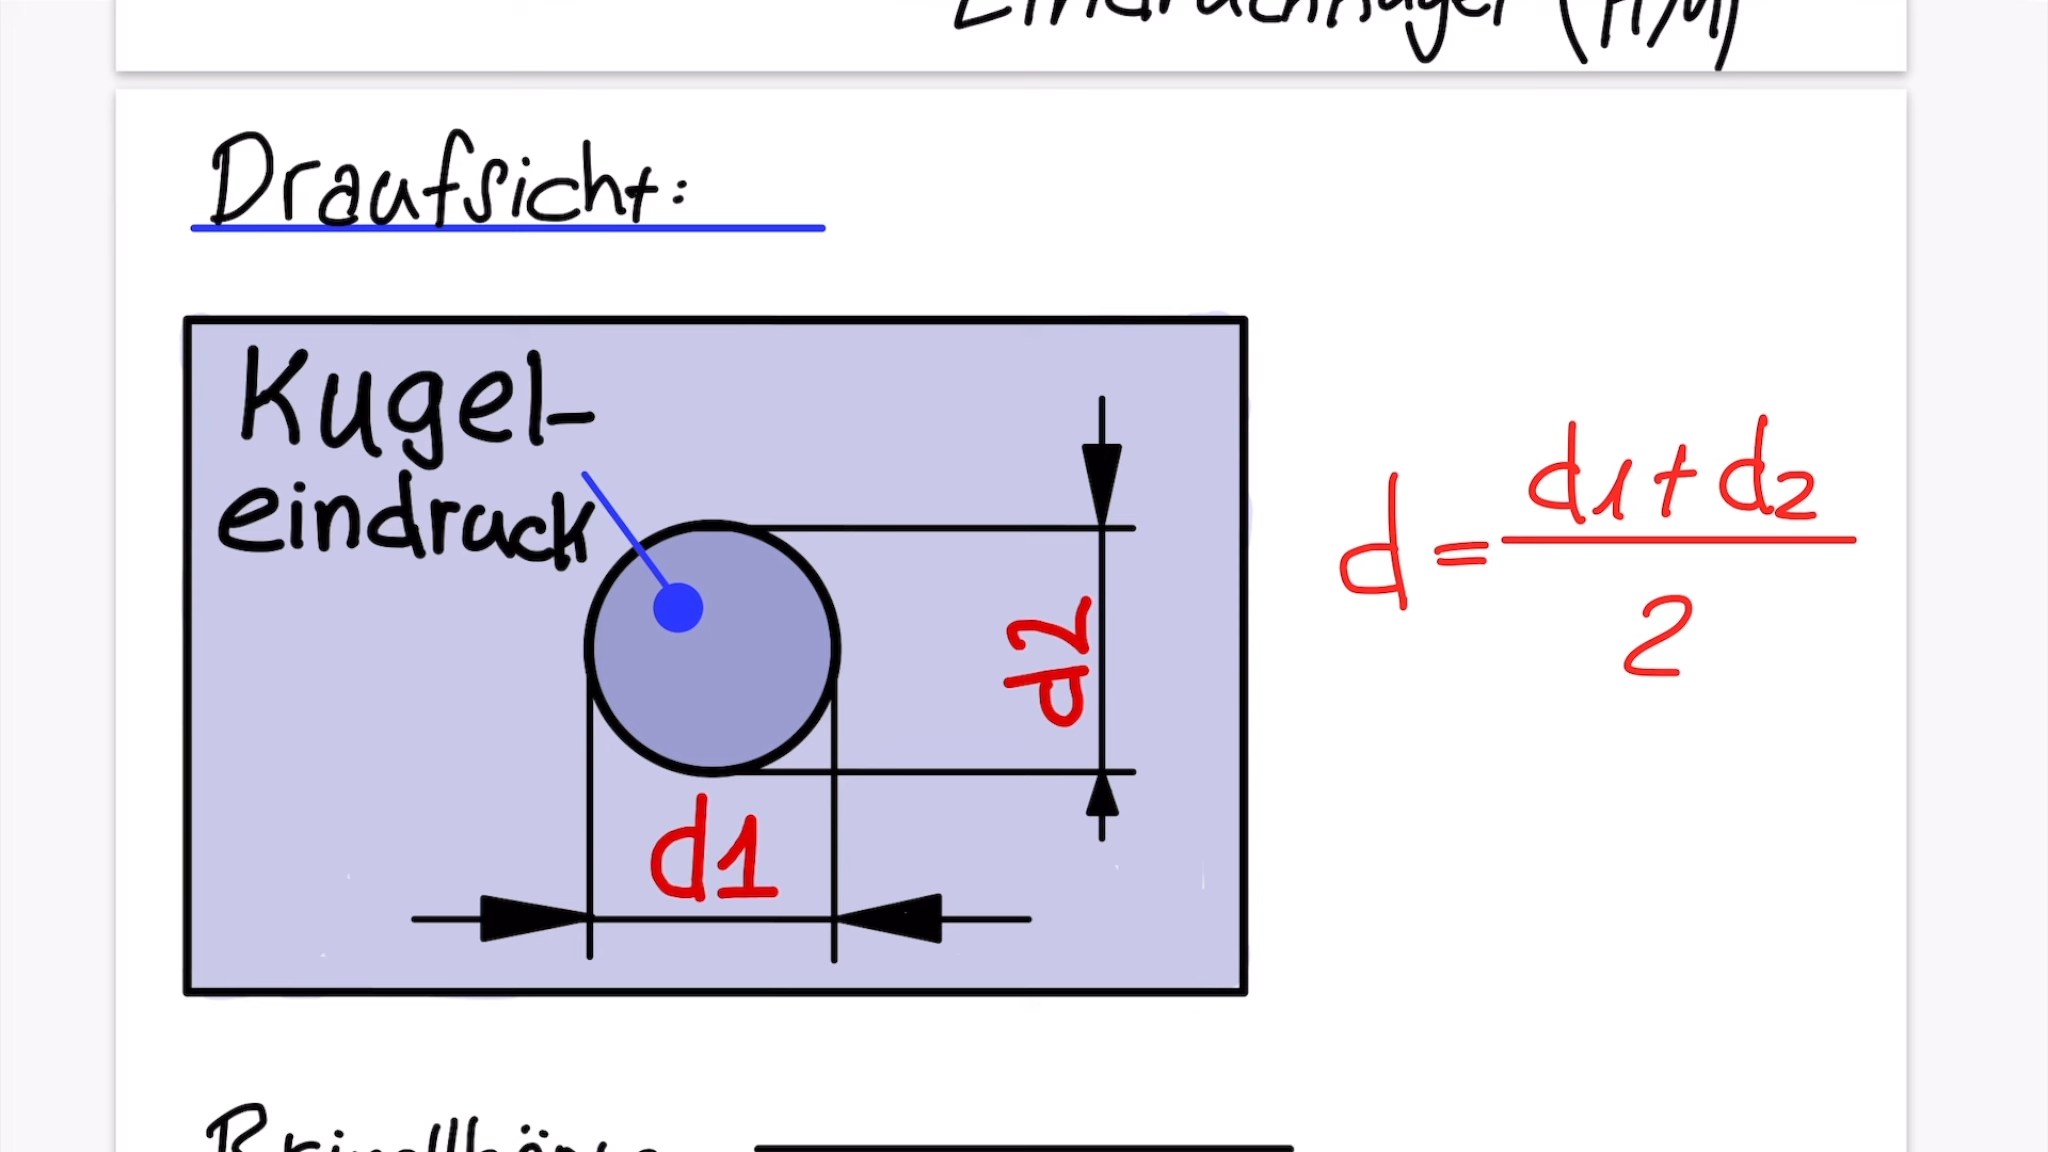 Draufsicht:
Kugel-
eindruck
d2
d1
d = d1 + d2 / 2